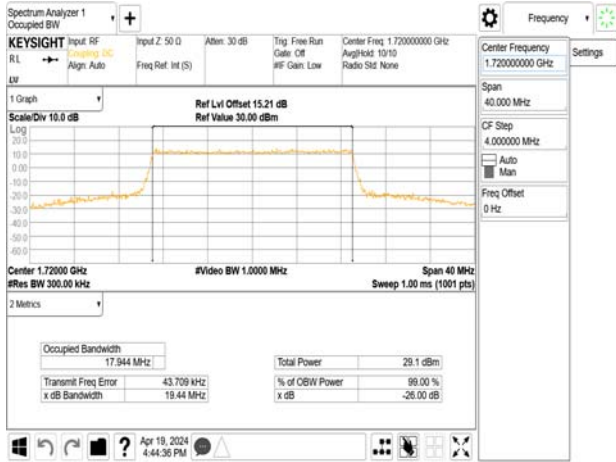 Spectrum Analyzer 1
Occupied BW
Frequency
KEYSIGHT
RL
Input: RF
Coupling: DC
Align: Auto
Input Z: 50 Ω
Freq Ref: Int (S)
Atten: 30 dB
Trig: Free Run
Gate: Off
#IF Gain: Low
Center Freq: 1.720000000 GHz
Avg|Hold: 10/10
Radio Std: None
Center Frequency
1.720000000 GHz
Settings
Span
40.000 MHz
CF Step
4.000000 MHz
Auto
Man
Freq Offset
0 Hz
1 Graph
Scale/Div 10.0 dB
Ref Lvl Offset 15.21 dB
Ref Value 30.00 dBm
Log
20.0
10.0
0.00
-10.0
-20.0
-30.0
-40.0
-50.0
-60.0
Center 1.72000 GHz
#Res BW 300.00 kHz
#Video BW 1.0000 MHz
Span 40 MHz
Sweep 1.00 ms (1001 pts)
2 Metrics
Occupied Bandwidth
17.944 MHz
Total Power 29.1 dBm
Transmit Freq Error 43.709 kHz
% of OBW Power 99.00 %
x dB Bandwidth 19.44 MHz
x dB -26.00 dB
Apr 19, 2024
4:44:36 PM